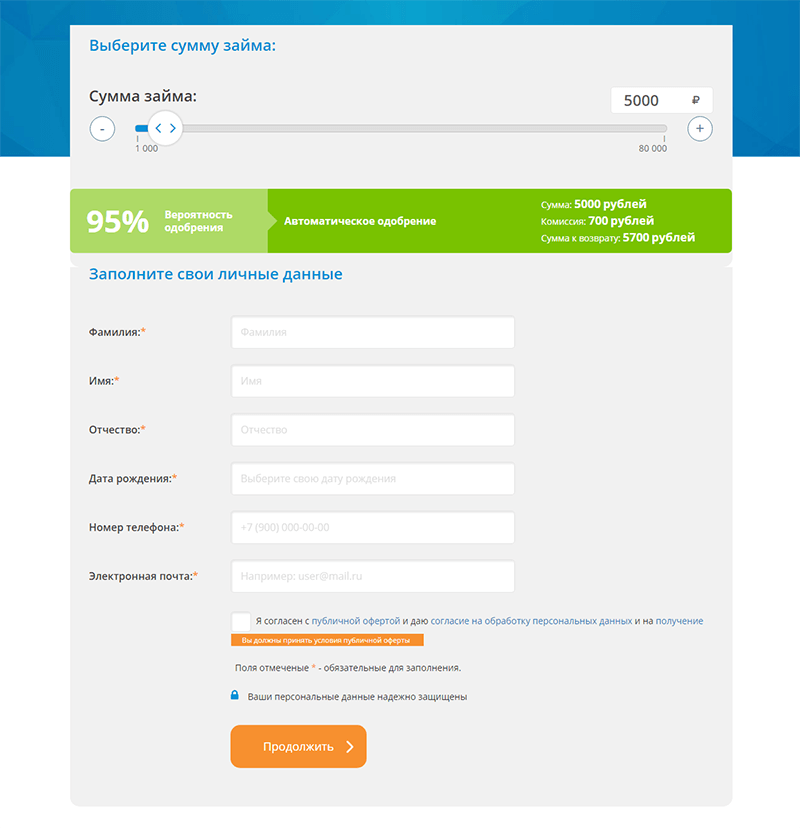 Выберите сумму займа:
Сумма займа:
5000 ₽
-
+
1 000
80 000
95%
Вероятность
одобрения
Автоматическое одобрение
Сумма: 5000 рублей
Комиссия: 700 рублей
Сумма к возврату: 5700 рублей
Заполните свои личные данные
Фамилия:* Фамилия
Имя:* Имя
Отчество:* Отчество
Дата рождения:* Выберите свою дату рождения
Номер телефона:* +7 (900) 000-00-00
Электронная почта:* Например: user@mail.ru
Я согласен с публичной офертой и даю согласие на обработку персональных данных и на получение
Вы должны принять условия публичной оферты
Поля отмеченые * - обязательные для заполнения.
Ваши персональные данные надежно защищены
Продолжить